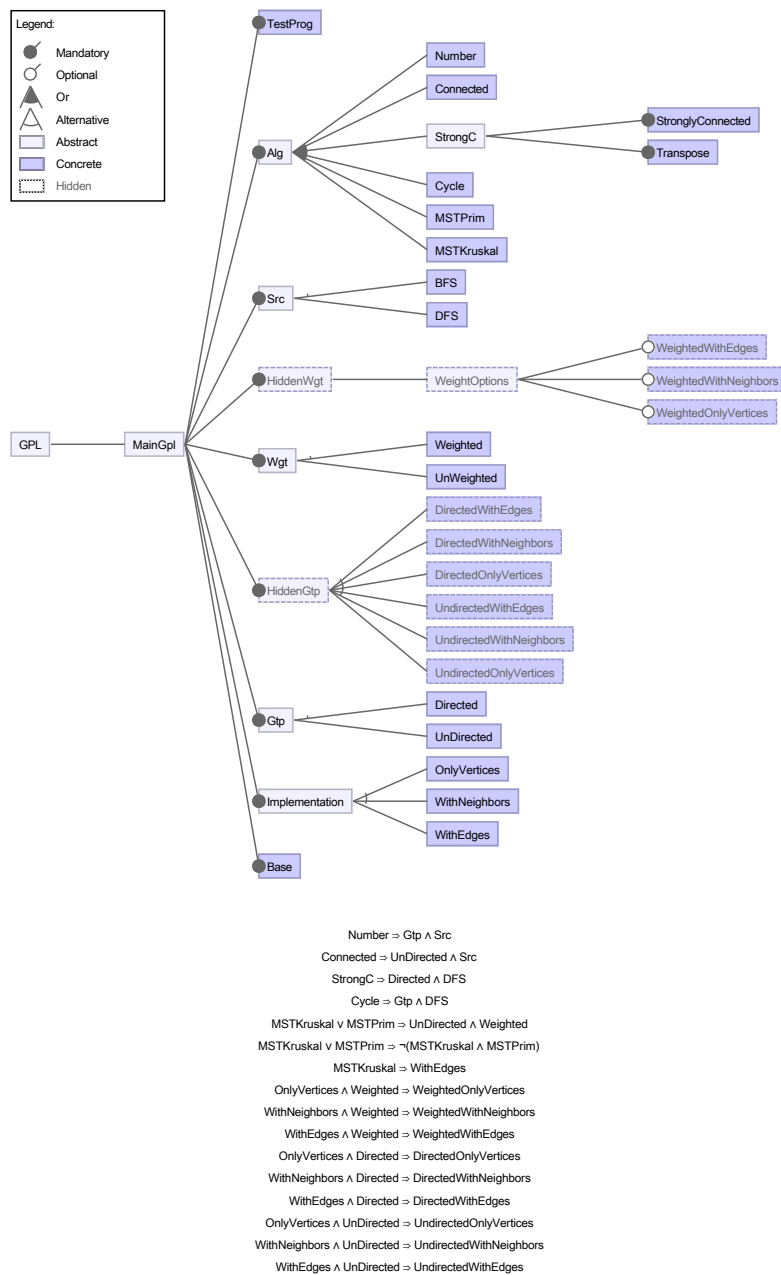 Legend:
Mandatory
Optional
Or
Alternative
Abstract
Concrete
Hidden
TestProg
Number
Connected
StrongC
StronglyConnected
Transpose
Alg
Cycle
MSTPrim
MSTKruskal
Src
BFS
DFS
HiddenWgt
WeightOptions
WeightedWithEdges
WeightedWithNeighbors
WeightedOnlyVertices
GPL
MainGpl
Wgt
Weighted
UnWeighted
HiddenGtp
DirectedWithEdges
DirectedWithNeighbors
DirectedOnlyVertices
UndirectedWithEdges
UndirectedWithNeighbors
UndirectedOnlyVertices
Gtp
Directed
UnDirected
Implementation
OnlyVertices
WithNeighbors
WithEdges
Base
Number ⇒ Gtp ∧ Src
Connected ⇒ UnDirected ∧ Src
StrongC ⇒ Directed ∧ DFS
Cycle ⇒ Gtp ∧ DFS
MSTKruskal ∨ MSTPrim ⇒ UnDirected ∧ Weighted
MSTKruskal ∨ MSTPrim ⇒ ¬(MSTKruskal ∧ MSTPrim)
MSTKruskal ⇒ WithEdges
OnlyVertices ∧ Weighted ⇒ WeightedOnlyVertices
WithNeighbors ∧ Weighted ⇒ WeightedWithNeighbors
WithEdges ∧ Weighted ⇒ WeightedWithEdges
OnlyVertices ∧ Directed ⇒ DirectedOnlyVertices
WithNeighbors ∧ Directed ⇒ DirectedWithNeighbors
WithEdges ∧ Directed ⇒ DirectedWithEdges
OnlyVertices ∧ UnDirected ⇒ UndirectedOnlyVertices
WithNeighbors ∧ UnDirected ⇒ UndirectedWithNeighbors
WithEdges ∧ UnDirected ⇒ UndirectedWithEdges